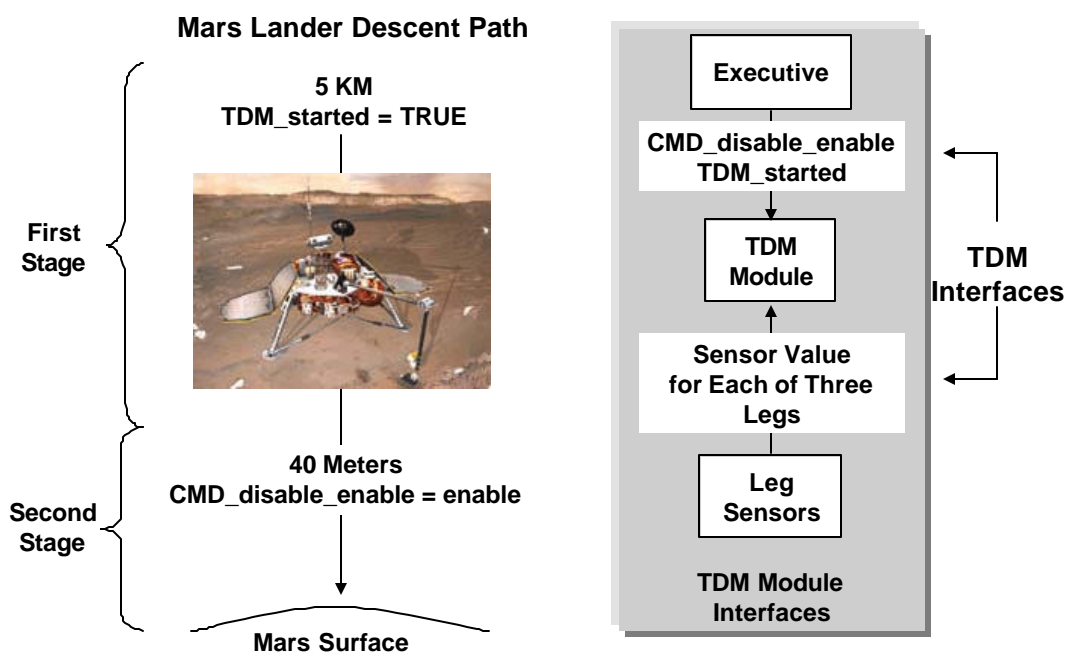 Mars Lander Descent Path
5 KM
TDM_started = TRUE
First
Stage
40 Meters
CMD_disable_enable = enable
Second
Stage
Mars Surface
Executive
CMD_disable_enable
TDM_started
TDM
Module
TDM
Interfaces
Sensor Value
for Each of Three
Legs
Leg
Sensors
TDM Module
Interfaces